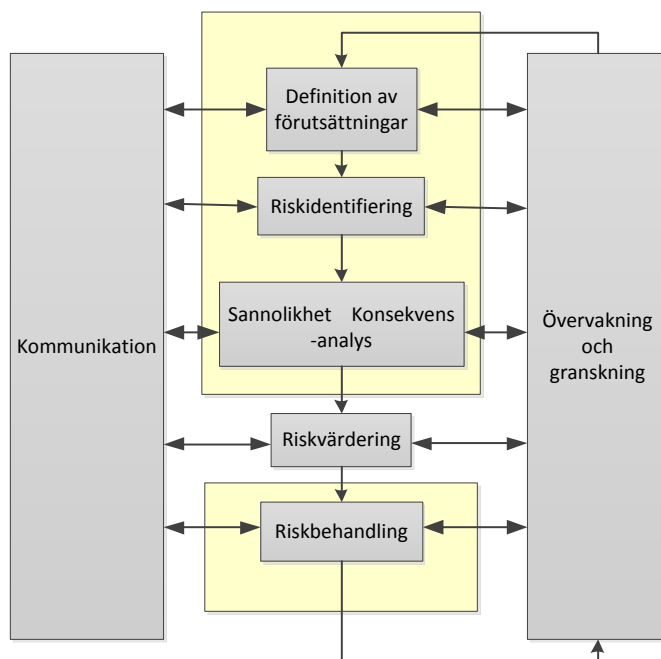 Definition av
förutsättningar
Riskidentifiering
Sannolikhet Konsekvens
-analys
Kommunikation
Övervakning
och
granskning
Riskvärdering
Riskbehandling